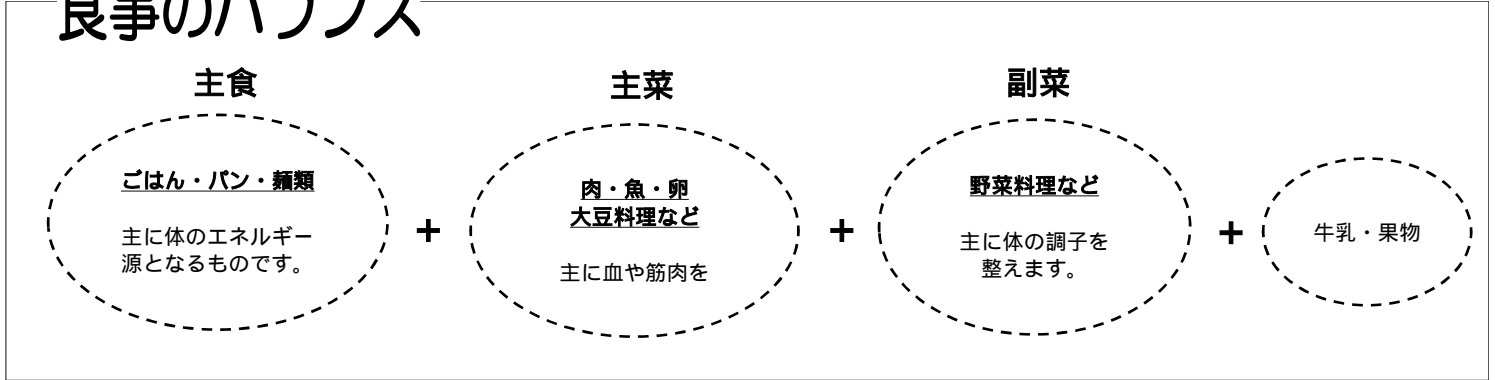 食事のバランス
主食
主菜
副菜
ごはん・パン・麺類
主に体のエネルギー
源となるものです。
+
肉・魚・卵
大豆料理など
主に血や筋肉を
+
野菜料理など
主に体の調子を
整えます。
+
牛乳・果物